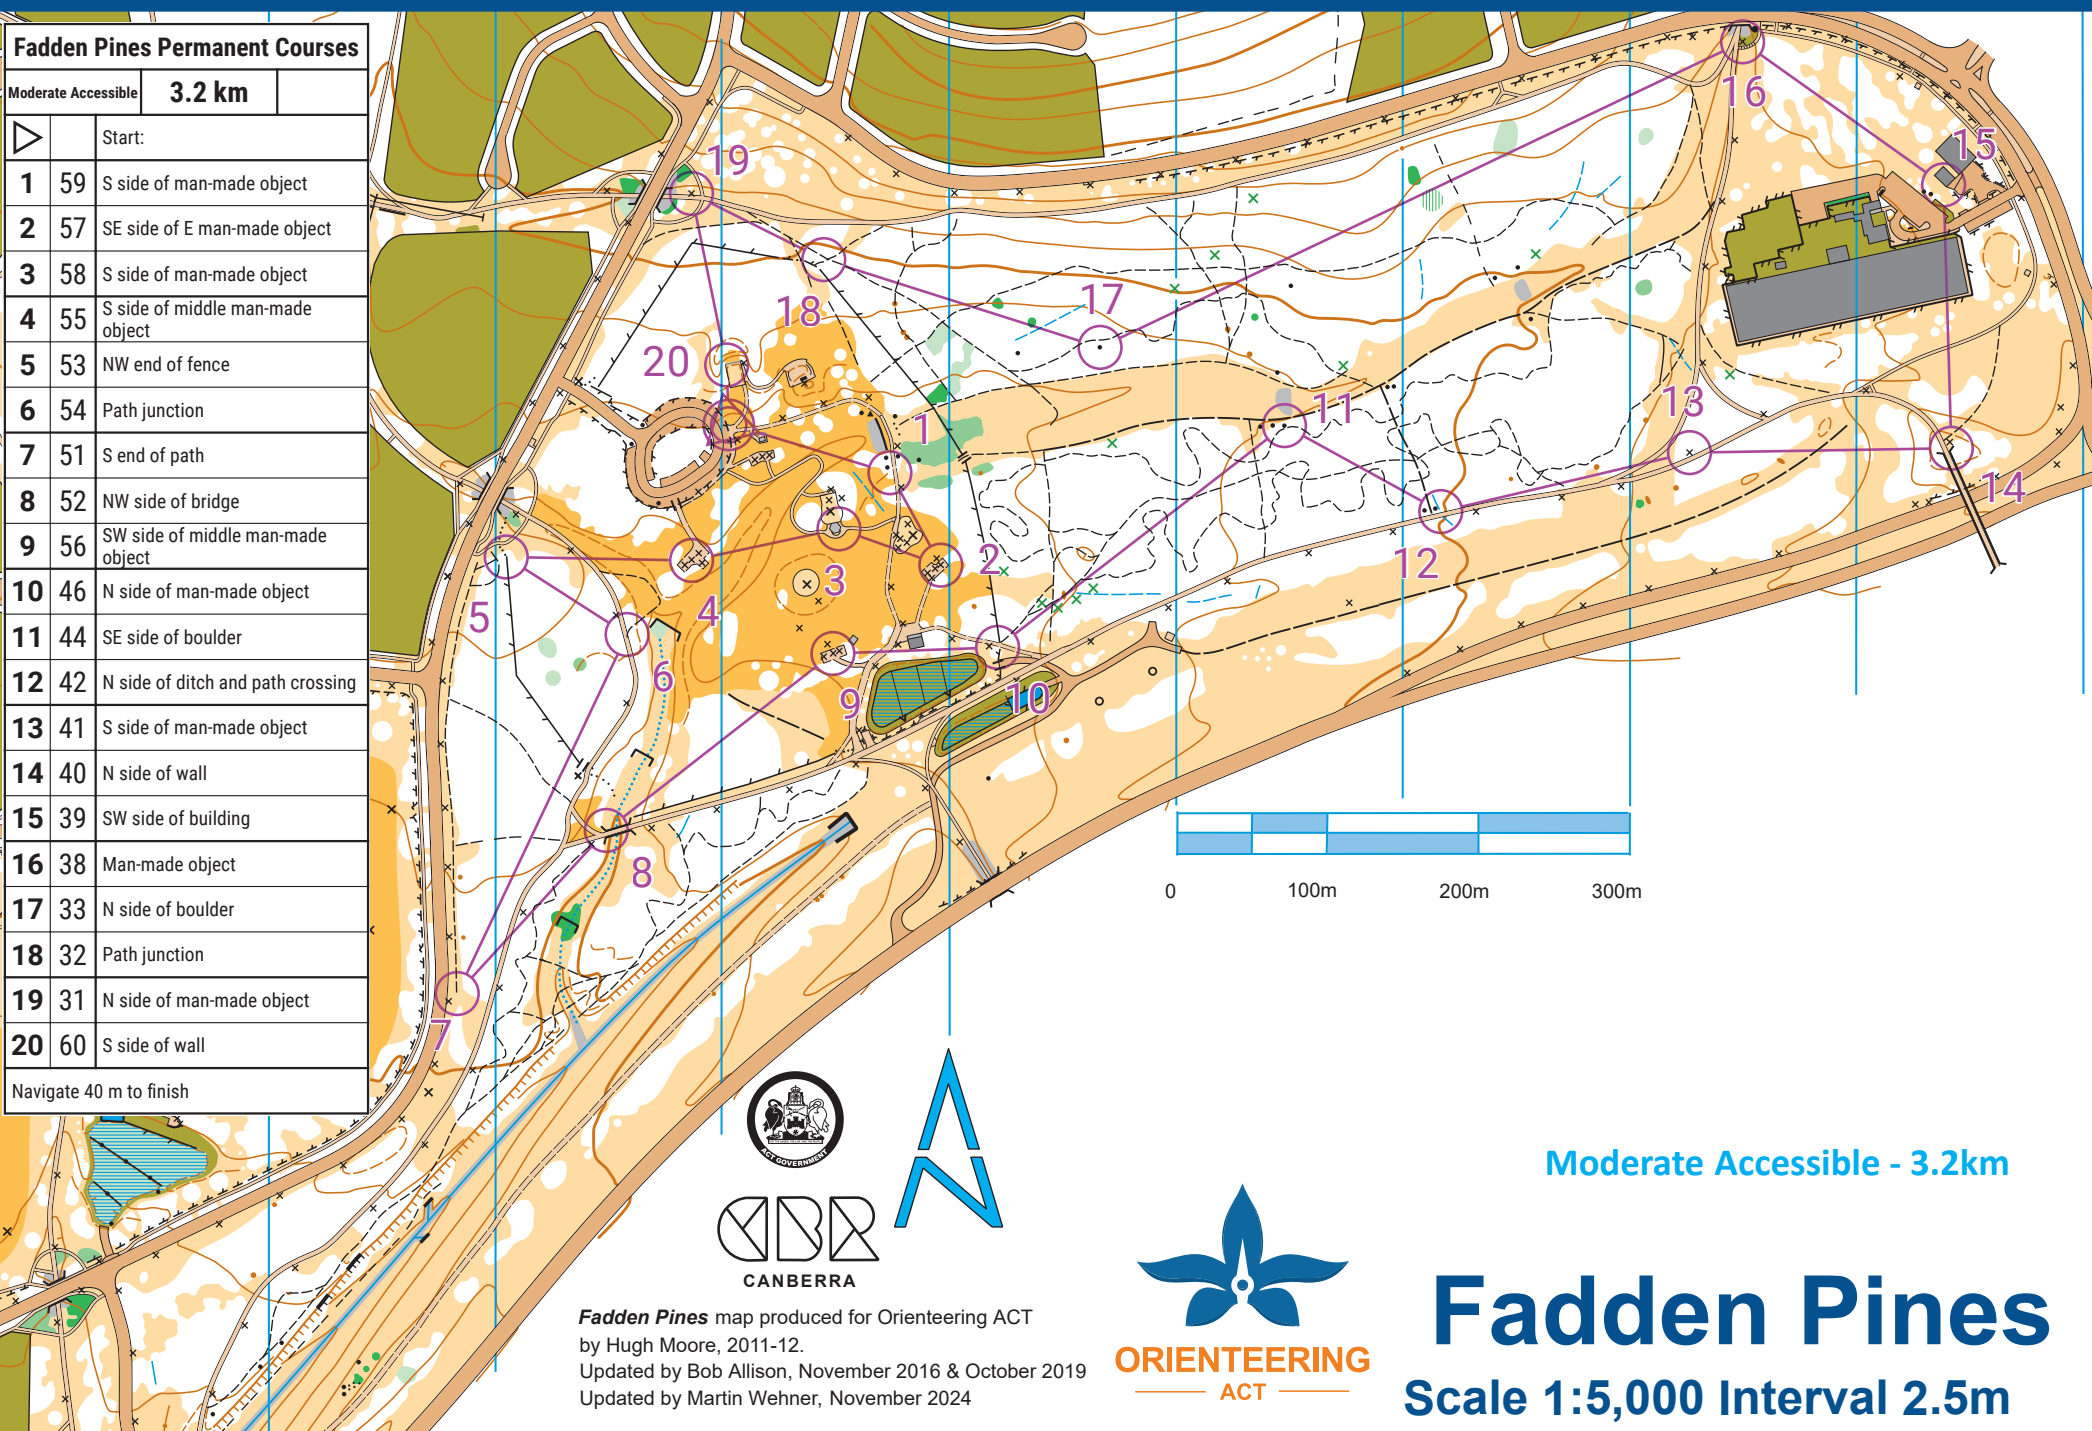 Fadden Pines Permanent Courses
Moderate Accessible 3.2 km
Start:
1 59 S side of man-made object
2 57 SE side of E man-made object
3 58 S side of man-made object
4 55 S side of middle man-made
object
5 53 NW end of fence
6 54 Path junction
7 51 S end of path
8 52 NW side of bridge
9 56 SW side of middle man-made
object
10 46 N side of man-made object
11 44 SE side of boulder
12 42 N side of ditch and path crossing
13 41 S side of man-made object
14 40 N side of wall
15 39 SW side of building
16 38 Man-made object
17 33 N side of boulder
18 32 Path junction
19 31 N side of man-made object
20 60 S side of wall
Navigate 40 m to finish
16
15
19
17
18
20
1
11
13
14
2
12
3
4
5
6
9
10
8
7
0 100m 200m 300m
ACT GOVERNMENT
N
CBR
CANBERRA
Fadden Pines map produced for Orienteering ACT
by Hugh Moore, 2011-12.
Updated by Bob Allison, November 2016 & October 2019
Updated by Martin Wehner, November 2024
ORIENTEERING
ACT
Moderate Accessible - 3.2km
Fadden Pines
Scale 1:5,000 Interval 2.5m